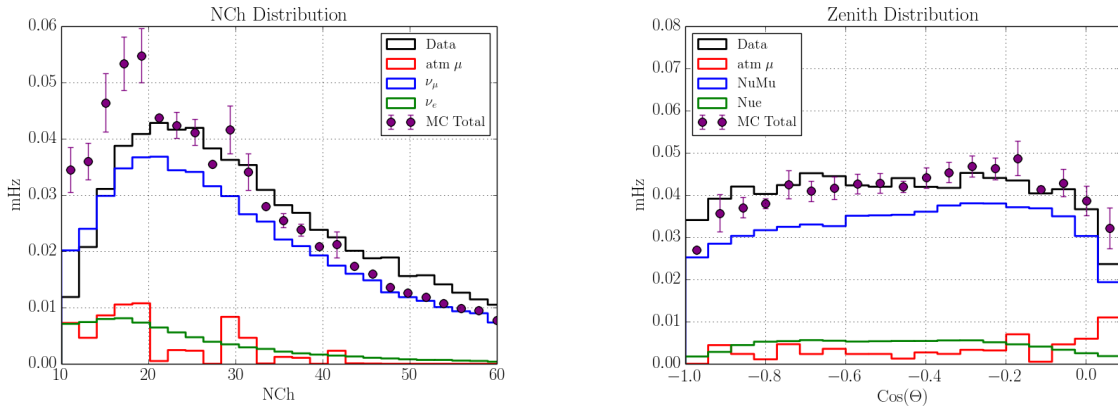 NCh Distribution
0.06
0.05
0.04
0.03
0.02
0.01
0.00
mHz
10
20
30
40
50
60
NCh
Data
atm μ
ν_μ
ν_e
MC Total
Zenith Distribution
0.08
0.07
0.06
0.05
0.04
0.03
0.02
0.01
0.00
mHz
−1.0
−0.8
−0.6
−0.4
−0.2
0.0
Cos(Θ)
Data
atm μ
NuMu
Nue
MC Total